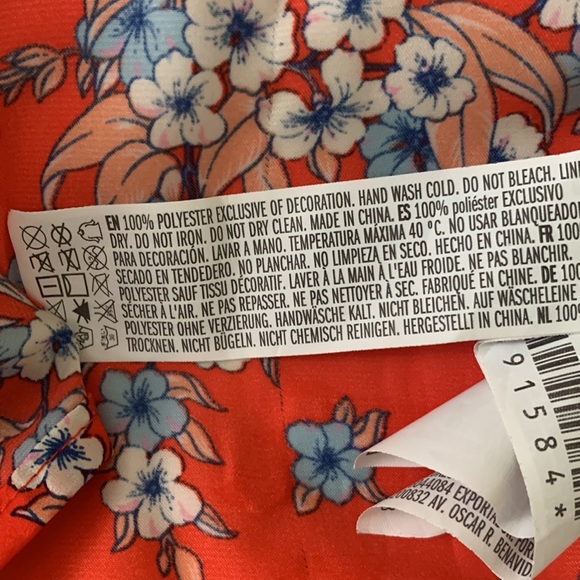 EN 100% POLYESTER EXCLUSIVE OF DECORATION. HAND WASH COLD. DO NOT BLEACH. LINE
DRY. DO NOT IRON. DO NOT DRY CLEAN. MADE IN CHINA. ES 100% poliéster EXCLUSIVO
PARA DECORACIÓN. LAVAR A MANO. TEMPERATURA MÁXIMA 40 ºC. NO USAR BLANQUEADO
SECADO EN TENDEDERO. NO PLANCHAR. NO LIMPIEZA EN SECO. HECHO EN CHINA. FR 100
POLYESTER SAUF TISSU DÉCORATIF. LAVER À LA MAIN À L'EAU FROIDE. NE PAS BLANCHIR.
SÉCHER À L'AIR. NE PAS REPASSER. NE PAS NETTOYER À SEC. FABRIQUÉ EN CHINE. DE 100
POLYESTER OHNE VERZIERUNG. HANDWÄSCHE KALT. NICHT BLEICHEN. AUF WÄSCHELEINE
TROCKNEN. NICHT BÜGELN. NICHT CHEMISCH REINIGEN. HERGESTELLT IN CHINA. NL 100
91584*
44084 EXPORT
200832 AV. OSCAR R. BENAVID